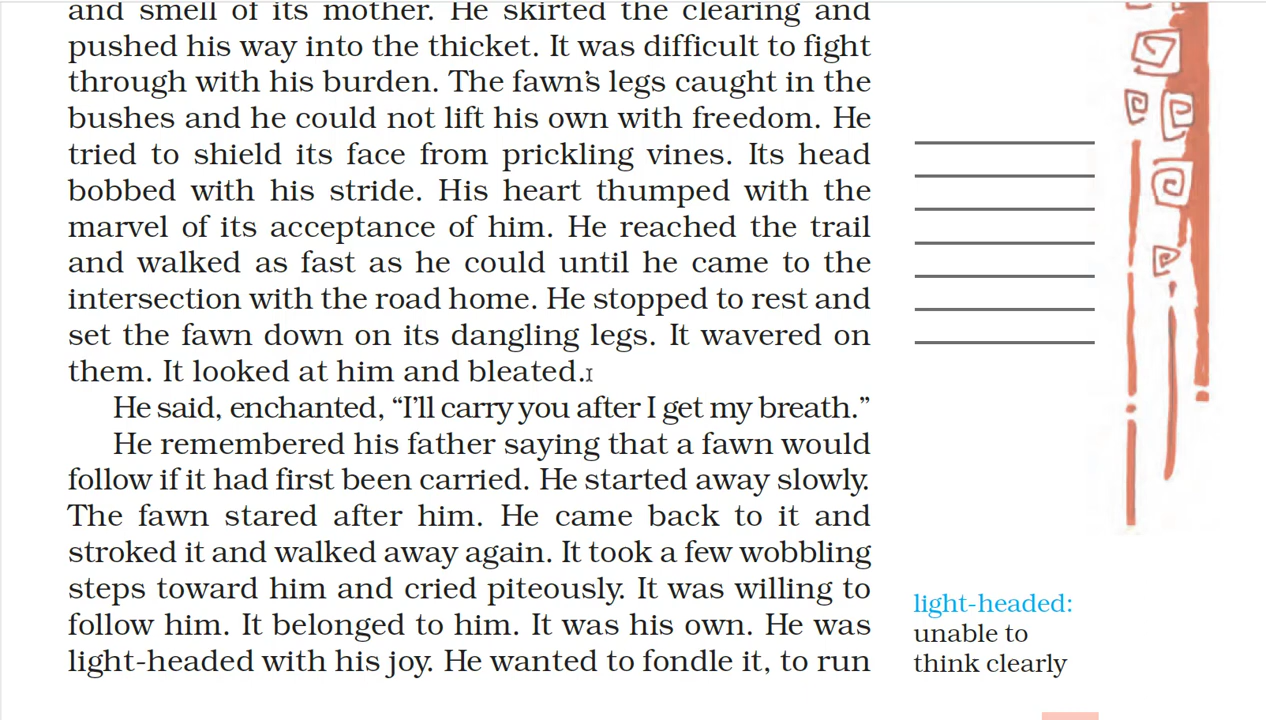 and smell of its mother. He skirted the clearing and
pushed his way into the thicket. It was difficult to fight
through with his burden. The fawn's legs caught in the
bushes and he could not lift his own with freedom. He
tried to shield its face from prickling vines. Its head
bobbed with his stride. His heart thumped with the
marvel of its acceptance of him. He reached the trail
and walked as fast as he could until he came to the
intersection with the road home. He stopped to rest and
set the fawn down on its dangling legs. It wavered on
them. It looked at him and bleated.
He said, enchanted, “I'll carry you after I get my breath.”
He remembered his father saying that a fawn would
follow if it had first been carried. He started away slowly.
The fawn stared after him. He came back to it and
stroked it and walked away again. It took a few wobbling
steps toward him and cried piteously. It was willing to
follow him. It belonged to him. It was his own. He was
light-headed with his joy. He wanted to fondle it, to run
light-headed:
unable to
think clearly